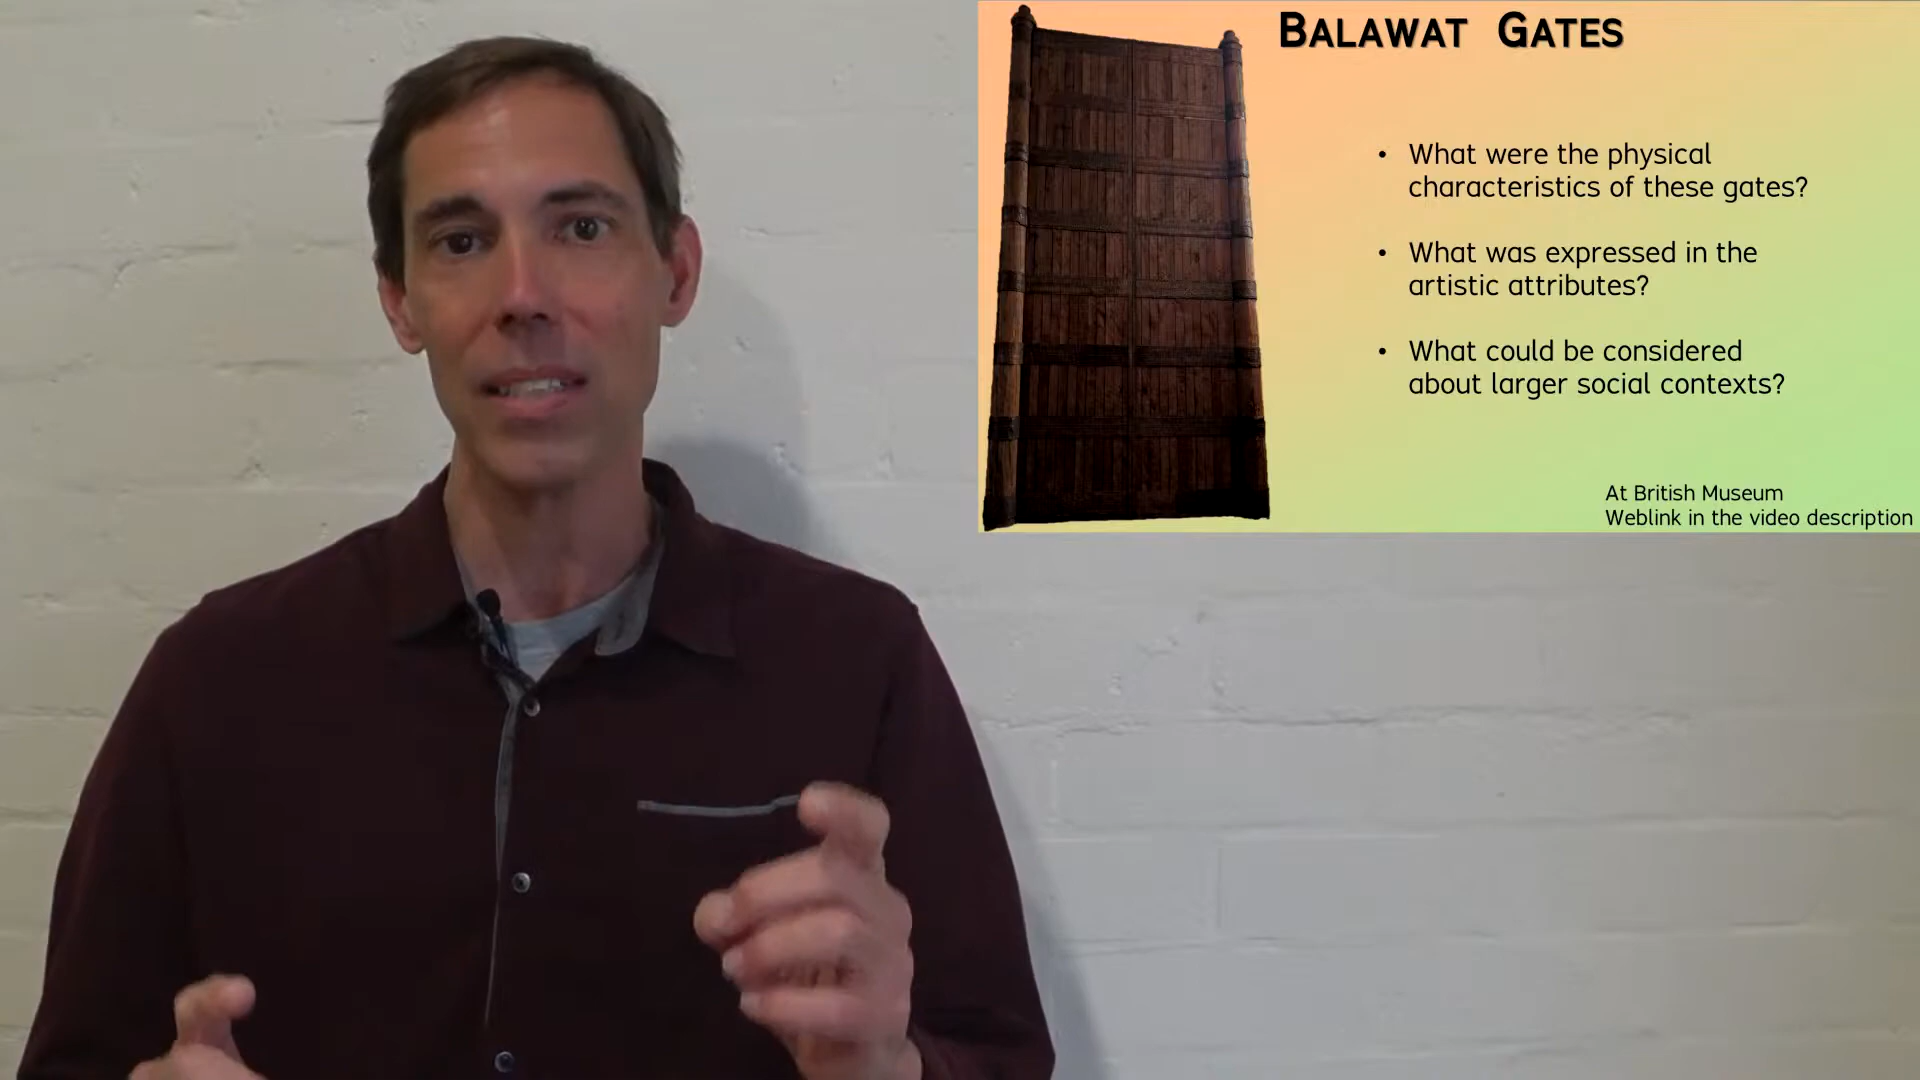 BALAWAT GATES
• What were the physical
characteristics of these gates?
• What was expressed in the
artistic attributes?
• What could be considered
about larger social contexts?
At British Museum
Weblink in the video description